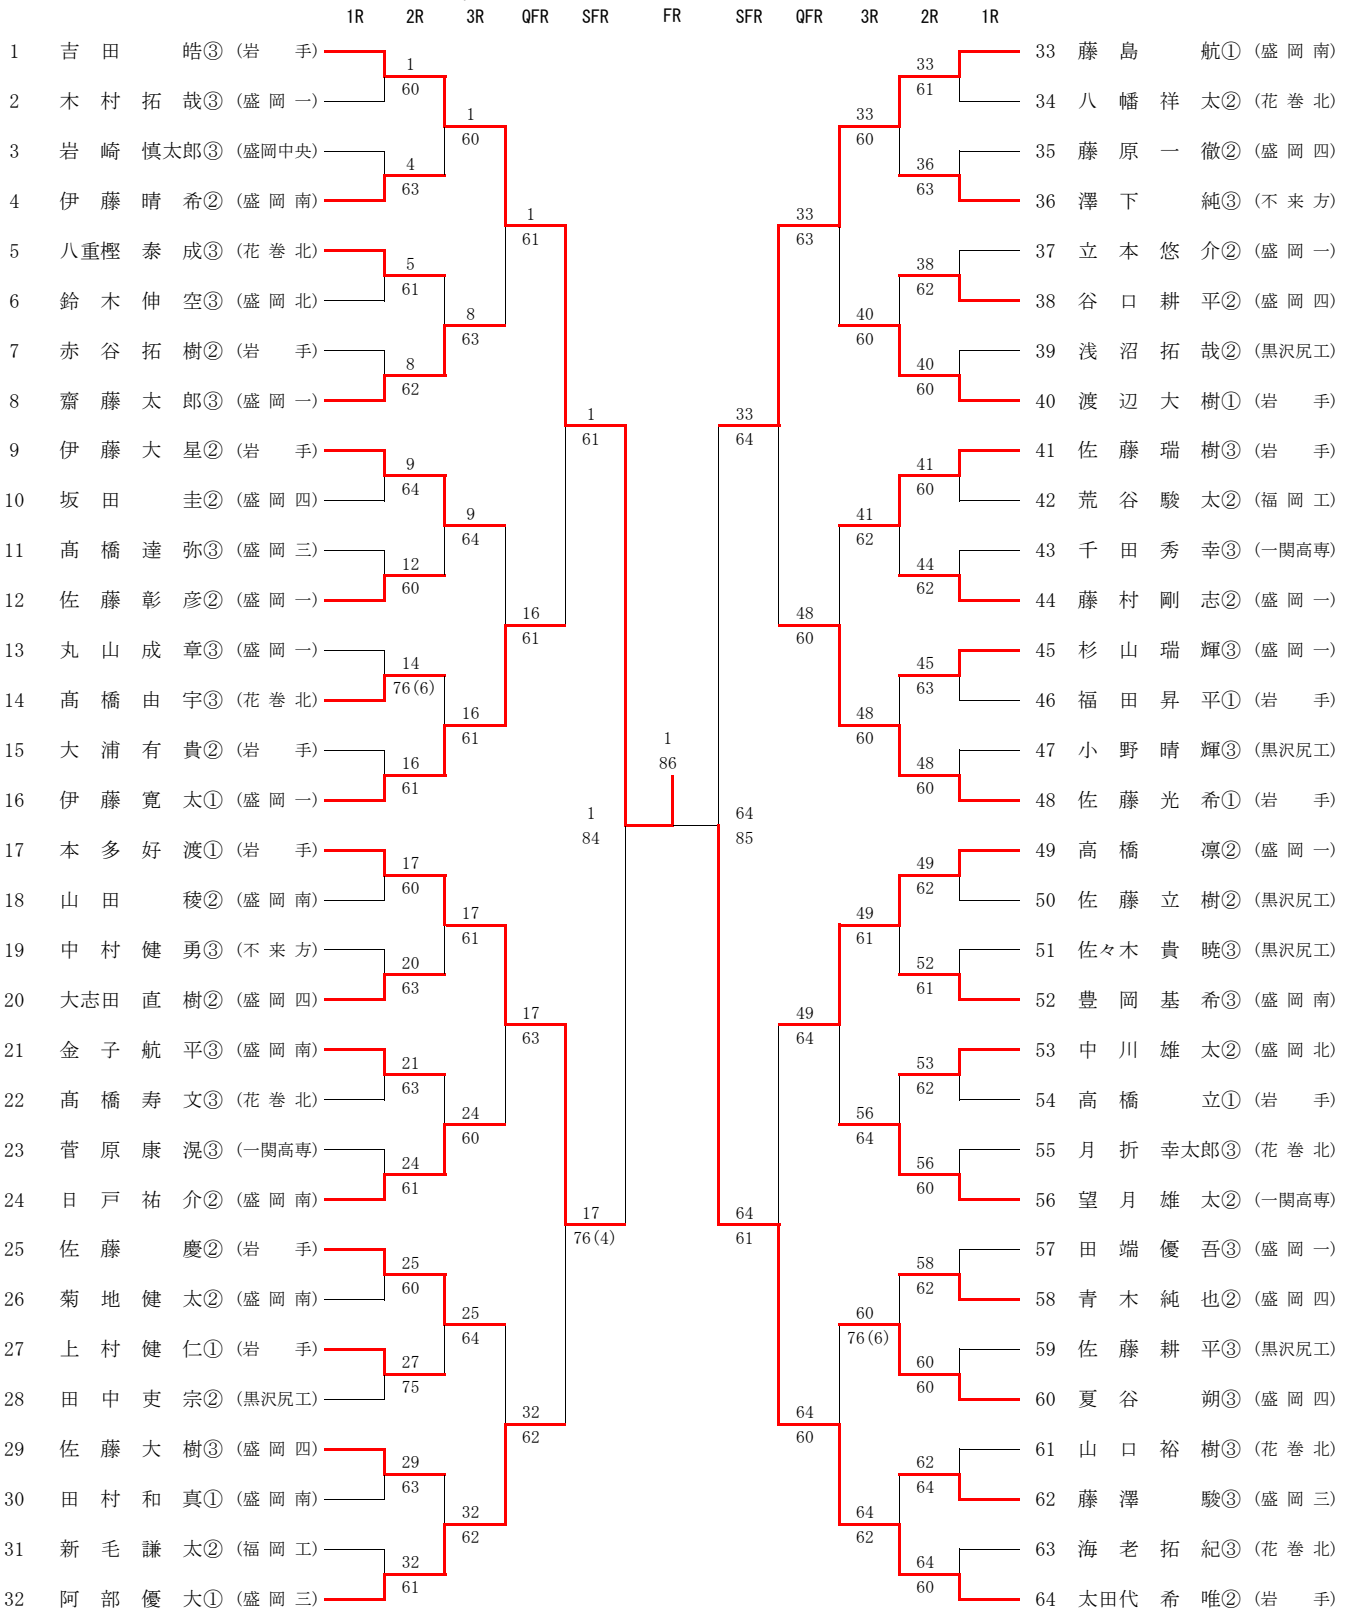 1R 2R 3R QFR SFR FR SFR QFR 3R 2R 1R
1 吉田 皓③ (岩手) 33 藤島 航① (盛岡南)
1 33
60 61
2 木村拓哉③ (盛岡一) 34 八幡祥太② (花巻北)
1 33
60 60
3 岩崎慎太郎③ (盛岡中央) 35 藤原一徹② (盛岡四)
4 36
63 63
4 伊藤晴希② (盛岡南) 36 澤下 純③ (不来方)
1 33
61 63
5 八重樫泰成③ (花巻北) 37 立本悠介② (盛岡一)
5 38
61 62
6 鈴木伸空③ (盛岡北) 38 谷口耕平② (盛岡四)
8 40
63 60
7 赤谷拓樹② (岩手) 39 浅沼拓哉② (黒沢尻工)
8 40
62 60
8 齋藤太郎③ (盛岡一) 40 渡辺大樹① (岩手)
1 33
61 64
9 伊藤大星② (岩手) 41 佐藤瑞樹③ (岩手)
9 41
64 60
10 坂田 圭② (盛岡四) 42 荒谷駿太② (福岡工)
9 41
64 62
11 髙橋達弥③ (盛岡三) 43 千田秀幸③ (一関高専)
12 44
60 62
12 佐藤彰彦② (盛岡一) 44 藤村剛志② (盛岡一)
16 48
61 60
13 丸山成章③ (盛岡一) 45 杉山瑞輝③ (盛岡一)
14 45
76(6) 63
14 髙橋由宇③ (花巻北) 46 福田昇平① (岩手)
16 48
61 60
15 大浦有貴② (岩手) 1 47 小野晴輝③ (黒沢尻工)
16 86 48
61 60
16 伊藤寛太① (盛岡一) 48 佐藤光希① (岩手)
1 64
84 85
17 本多好渡① (岩手) 49 高橋 凛② (盛岡一)
17 49
60 62
18 山田 稜② (盛岡南) 50 佐藤立樹② (黒沢尻工)
17 49
61 61
19 中村健勇③ (不来方) 51 佐々木貴暁③ (黒沢尻工)
20 52
63 61
20 大志田直樹② (盛岡四) 52 豊岡基希③ (盛岡南)
17 49
63 64
21 金子航平③ (盛岡南) 53 中川雄太② (盛岡北)
21 53
63 62
22 髙橋寿文③ (花巻北) 54 高橋 立① (岩手)
24 56
60 64
23 菅原康滉③ (一関高専) 55 月折幸太郎③ (花巻北)
24 56
61 60
24 日戸祐介② (盛岡南) 56 望月雄太② (一関高専)
17 64
76(4) 61
25 佐藤 慶② (岩手) 57 田端優吾③ (盛岡一)
25 58
60 62
26 菊地健太② (盛岡南) 58 青木純也② (盛岡四)
25 60
64 76(6)
27 上村健仁① (岩手) 59 佐藤耕平③ (黒沢尻工)
27 60
75 60
28 田中吏宗② (黒沢尻工) 60 夏谷 朔③ (盛岡四)
32 64
62 60
29 佐藤大樹③ (盛岡四) 61 山口裕樹③ (花巻北)
29 62
63 64
30 田村和真① (盛岡南) 62 藤澤 駿③ (盛岡三)
32 64
62 62
31 新毛謙太② (福岡工) 63 海老拓紀③ (花巻北)
32 64
61 60
32 阿部優大① (盛岡三) 64 太田代希唯② (岩手)